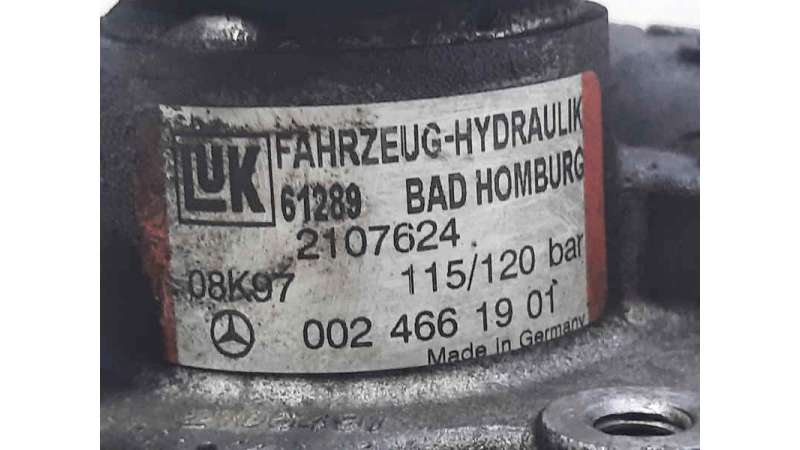 LUK FAHRZEUG-HYDRAULIK
61289 BAD HOMBURG
2107624
08K97 115/120 bar
002 466 19 01
Made in Germany